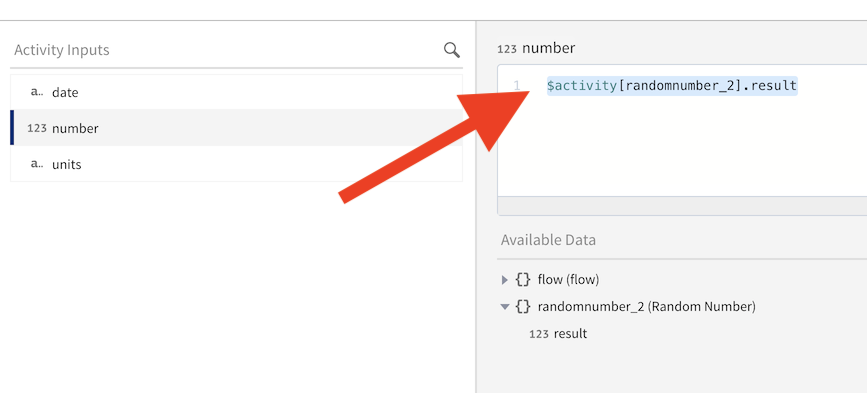 Activity Inputs
a.. date
123 number
a.. units
123 number
1 $activity[randomnumber_2].result
Available Data
{} flow (flow)
{} randomnumber_2 (Random Number)
123 result